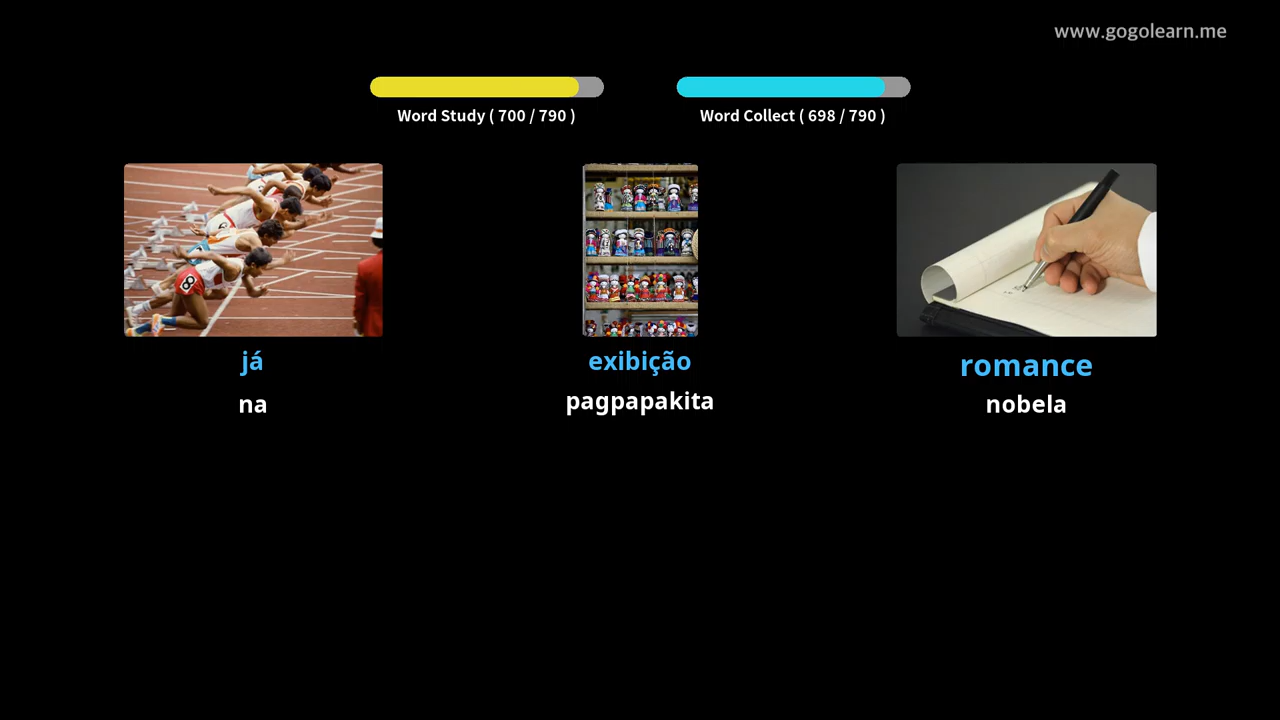 www.gogolearn.me
Word Study ( 700 / 790 )
Word Collect ( 698 / 790 )
já
exibição
romance
na
pagpapakita
nobela